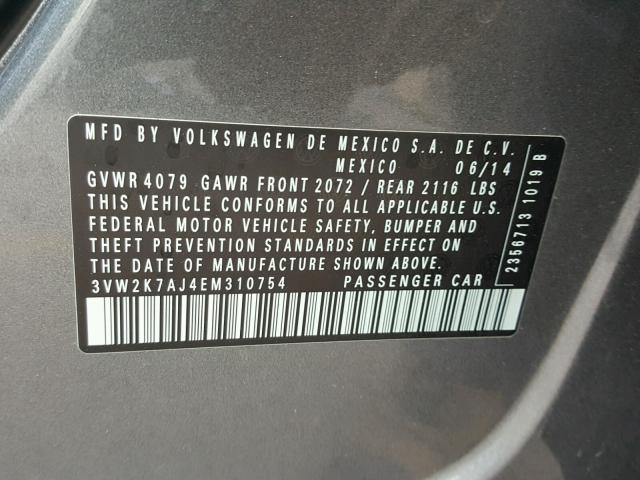 MFD BY VOLKSWAGEN DE MEXICO S.A. DE C.V.
MEXICO 06/14
GVWR 4079 GAWR FRONT 2072 / REAR 2116 LBS
THIS VEHICLE CONFORMS TO ALL APPLICABLE U.S.
FEDERAL MOTOR VEHICLE SAFETY, BUMPER AND
THEFT PREVENTION STANDARDS IN EFFECT ON
THE DATE OF MANUFACTURE SHOWN ABOVE.
3VW2K7AJ4EM310754 PASSENGER CAR
2356713 1019 B